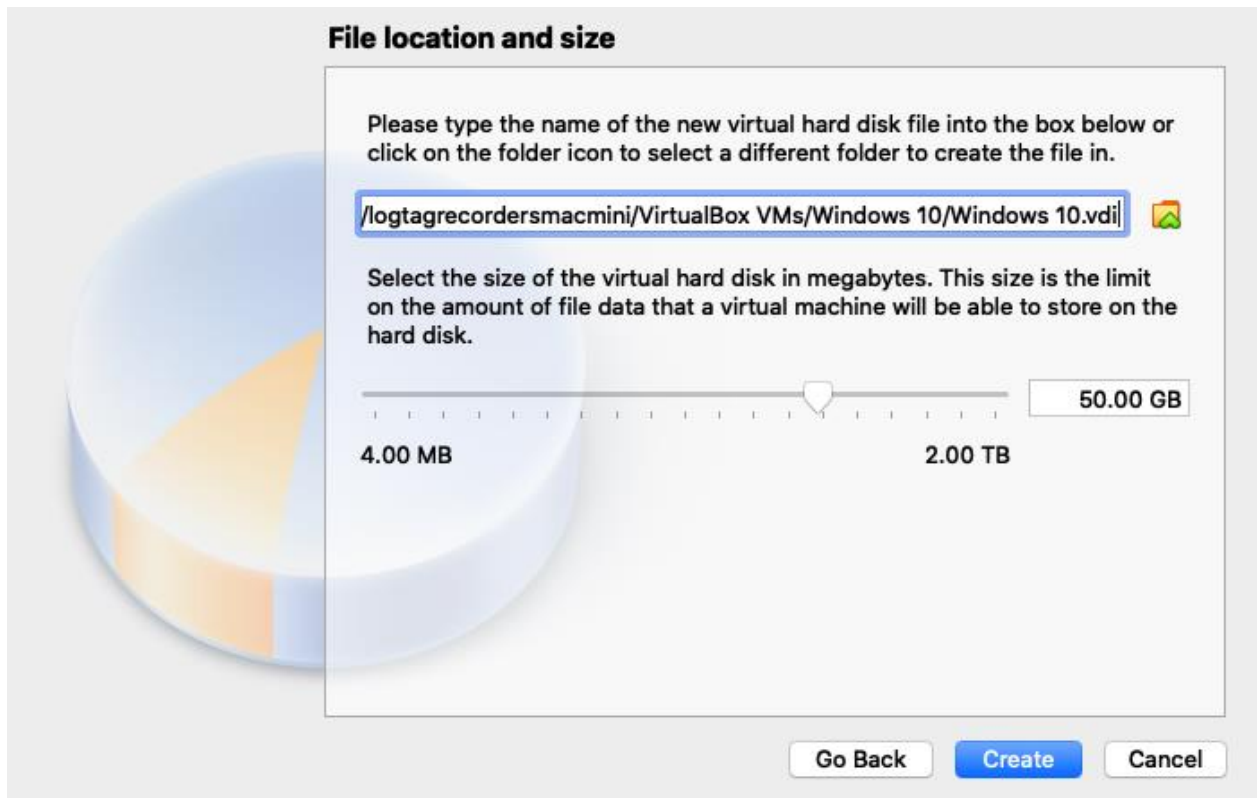 File location and size
Please type the name of the new virtual hard disk file into the box below or
click on the folder icon to select a different folder to create the file in.
/logtagrecordersmacmini/VirtualBox VMs/Windows 10/Windows 10.vdi
Select the size of the virtual hard disk in megabytes. This size is the limit
on the amount of file data that a virtual machine will be able to store on the
hard disk.
50.00 GB
4.00 MB 2.00 TB
Go Back Create Cancel